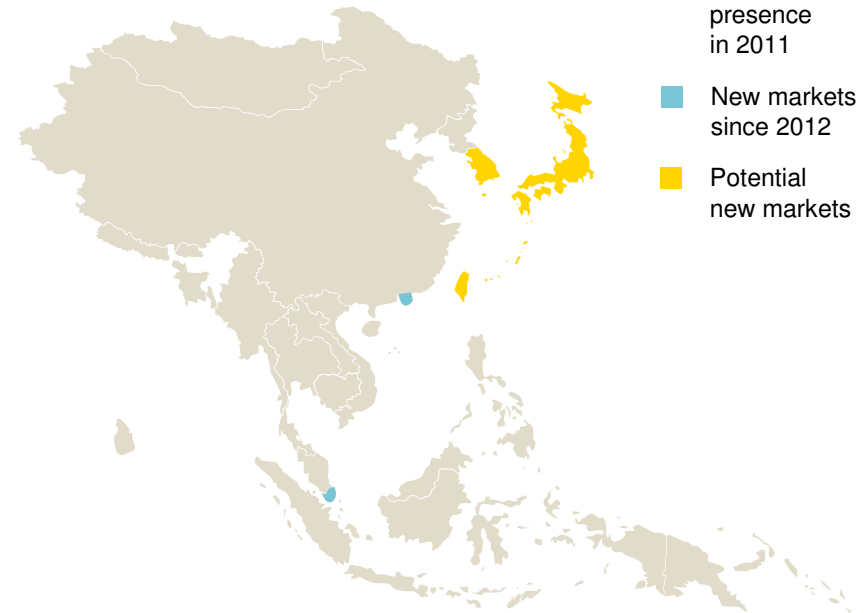 presence
in 2011
New markets
since 2012
Potential
new markets